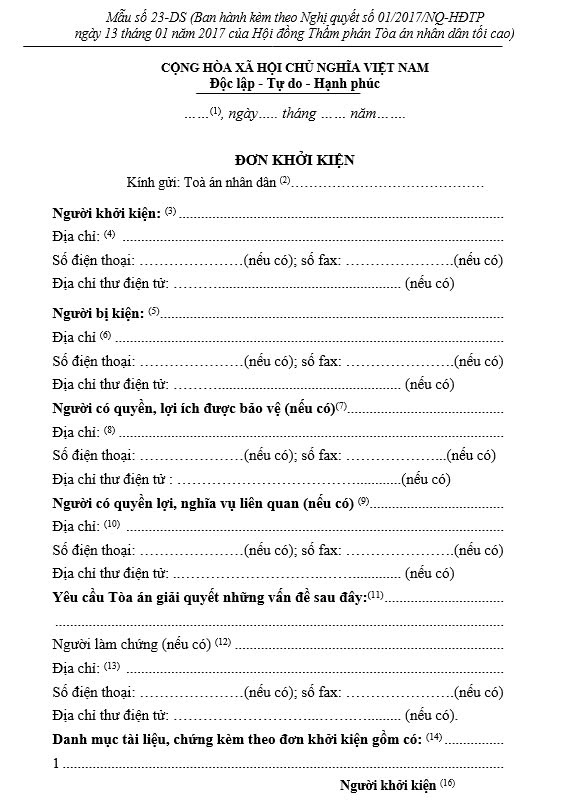 Mẫu số 23-DS (Ban hành kèm theo Nghị quyết số 01/2017/NQ-HĐTP
ngày 13 tháng 01 năm 2017 của Hội đồng Thẩm phán Tòa án nhân dân tối cao)
CỘNG HÒA XÃ HỘI CHỦ NGHĨA VIỆT NAM
Độc lập - Tự do - Hạnh phúc
……(1), ngày….. tháng …… năm…….
ĐƠN KHỞI KIỆN
Kính gửi: Toà án nhân dân (2)……………………………………
Người khởi kiện: (3) ......................................................................................
Địa chỉ: (4) .....................................................................................................
Số điện thoại: …………………(nếu có); số fax: ………………….(nếu có)
Địa chỉ thư điện tử: ………................................................ (nếu có)
Người bị kiện: (5)...........................................................................................
Địa chỉ (6) .......................................................................................................
Số điện thoại: …………………(nếu có); số fax: ………………….(nếu có)
Địa chỉ thư điện tử: ………................................................ (nếu có)
Người có quyền, lợi ích được bảo vệ (nếu có)(7)..........................................
Địa chỉ: (8) ......................................................................................................
Số điện thoại: …………………(nếu có); số fax: ………………...(nếu có)
Địa chỉ thư điện tử : ………………………………............(nếu có)
Người có quyền lợi, nghĩa vụ liên quan (nếu có) (9)....................................
Địa chỉ: (10) ....................................................................................................
Số điện thoại: …………………(nếu có); số fax: ………………….(nếu có)
Địa chỉ thư điện tử: ..……………………………............. (nếu có)
Yêu cầu Tòa án giải quyết những vấn đề sau đây:(11)................................
........................................................................................................................
Người làm chứng (nếu có) (12) .......................................................................
Địa chỉ: (13) ....................................................................................................
Số điện thoại: …………………(nếu có); số fax: ………………….(nếu có)
Địa chỉ thư điện tử: ………………………….…............... (nếu có).
Danh mục tài liệu, chứng kèm theo đơn khởi kiện gồm có: (14) ................
1 .....................................................................................................................
Người khởi kiện (16)